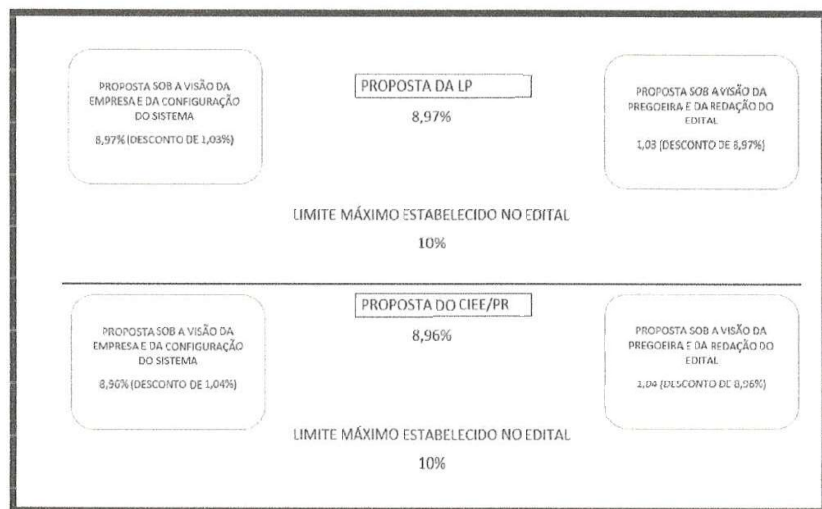 PROPOSTA SOB A VISÃO DA
EMPRESA E DA CONFIGURAÇÃO
DO SISTEMA
8,97% (DESCONTO DE 1,03%)
PROPOSTA DA LP
8,97%
PROPOSTA SOB A VISÃO DA
PREGOEIRA E DA REDAÇÃO DO
EDITAL
1,03 (DESCONTO DE 8,97%)
LIMITE MÁXIMO ESTABELECIDO NO EDITAL
10%
PROPOSTA SOB A VISÃO DA
EMPRESA E DA CONFIGURAÇÃO
DO SISTEMA
8,96% (DESCONTO DE 1,04%)
PROPOSTA DO CIEE/PR
8,96%
PROPOSTA SOB A VISÃO DA
PREGOEIRA E DA REDAÇÃO DO
EDITAL
1,04 (DESCONTO DE 8,96%)
LIMITE MÁXIMO ESTABELECIDO NO EDITAL
10%